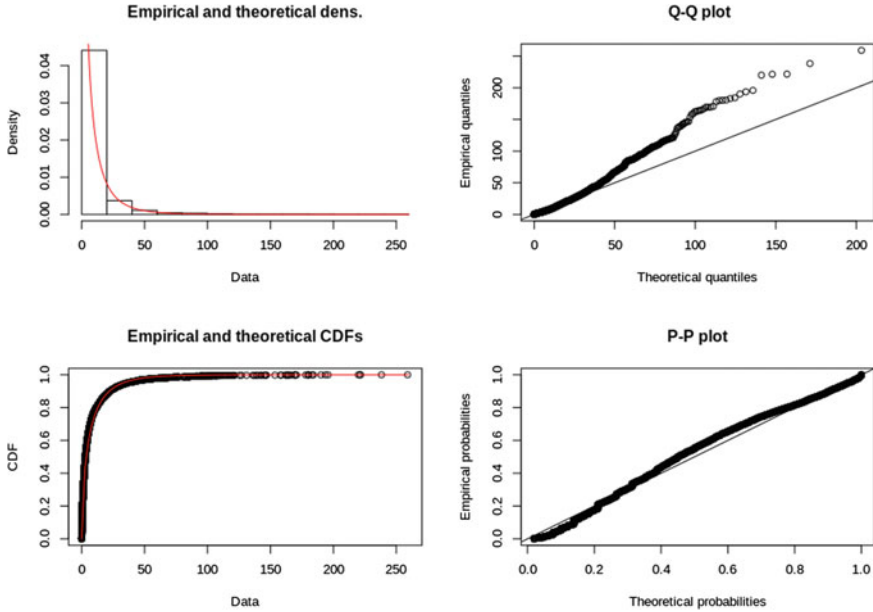 Empirical and theoretical dens.
Density
0.00 0.01 0.02 0.03 0.04
0 50 100 150 200 250
Data
Q-Q plot
Empirical quantiles
0 50 100 200
0 50 100 150 200
Theoretical quantiles
Empirical and theoretical CDFs
CDF
0.0 0.2 0.4 0.6 0.8 1.0
0 50 100 150 200 250
Data
P-P plot
Empirical probabilities
0.0 0.2 0.4 0.6 0.8 1.0
0.0 0.2 0.4 0.6 0.8 1.0
Theoretical probabilities